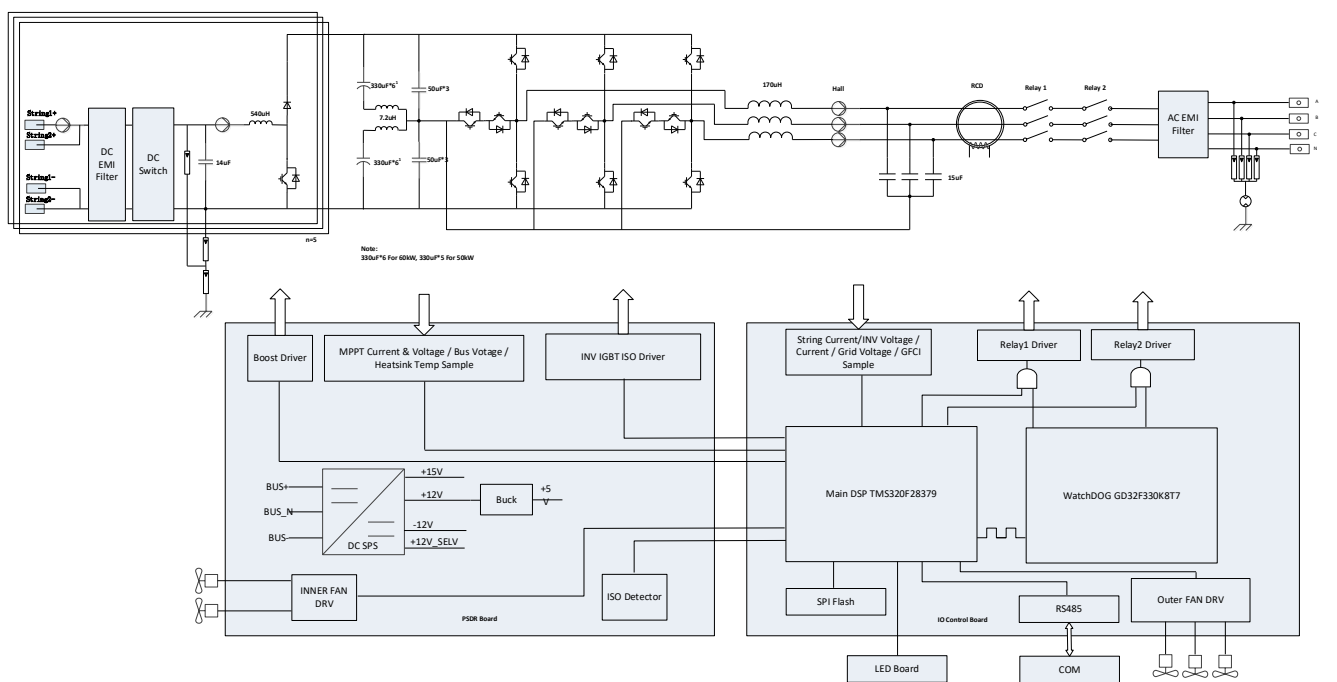 String1+
String2+
String1-
String2-
DC
EMI
Filter
DC
Switch
14uF
540uH
n=5
330uF*6¹
7.2uH
330uF*6¹
50uF*3
50uF*3
Note:
330uF*6 For 60kW, 330uF*5 For 50kW
170uH
Hall
15uF
RCD
Relay 1
Relay 2
AC EMI
Filter
A
B
C
N
Boost Driver
MPPT Current & Voltage / Bus Votage /
Heatsink Temp Sample
INV IGBT ISO Driver
BUS+
BUS_N
BUS-
DC SPS
+15V
+12V
-12V
+12V_SELV
Buck
+5
V
INNER FAN
DRV
ISO Detector
PSDR Board
String Current/INV Voltage /
Current / Grid Voltage / GFCI
Sample
Relay1 Driver
Relay2 Driver
Main DSP TMS320F28379
WatchDOG GD32F330K8T7
SPI Flash
RS485
Outer FAN DRV
IO Control Board
LED Board
COM